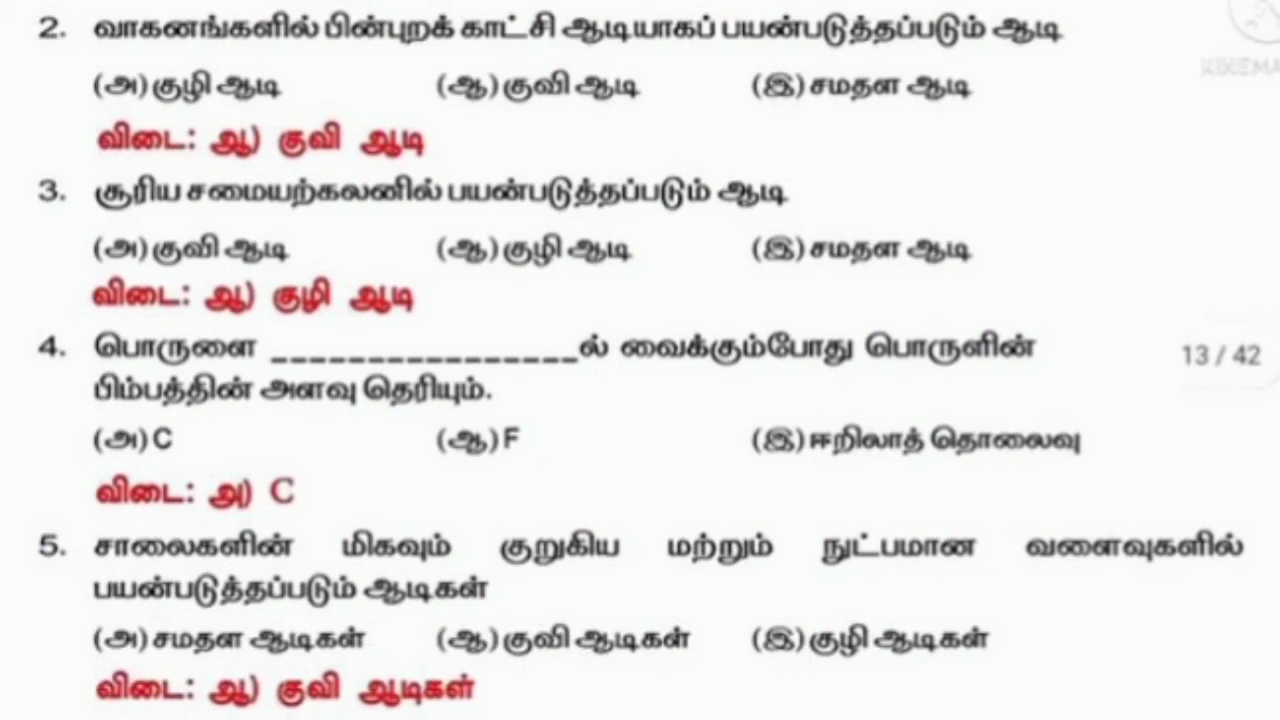 2. வாகனங்களில் பின்புறக் காட்சி ஆடியாகப் பயன்படுத்தப்படும் ஆடி
(அ) குழி ஆடி (ஆ) குவி ஆடி (இ) சமதள ஆடி
விடை: ஆ) குவி ஆடி
3. சூரிய சமையற்கலனில் பயன்படுத்தப்படும் ஆடி
(அ) குவி ஆடி (ஆ) குழி ஆடி (இ) சமதள ஆடி
விடை: ஆ) குழி ஆடி
4. பொருளை ________________ல் வைக்கும்போது பொருளின்
13 / 42
பிம்பத்தின் அளவு தெரியும்.
(அ) C (ஆ) F (இ) ஈறிலாத் தொலைவு
விடை: அ) C
5. சாலைகளின் மிகவும் குறுகிய மற்றும் நுட்பமான வளைவுகளில்
பயன்படுத்தப்படும் ஆடிகள்
(அ) சமதள ஆடிகள் (ஆ) குவி ஆடிகள் (இ) குழி ஆடிகள்
விடை: ஆ) குவி ஆடிகள்